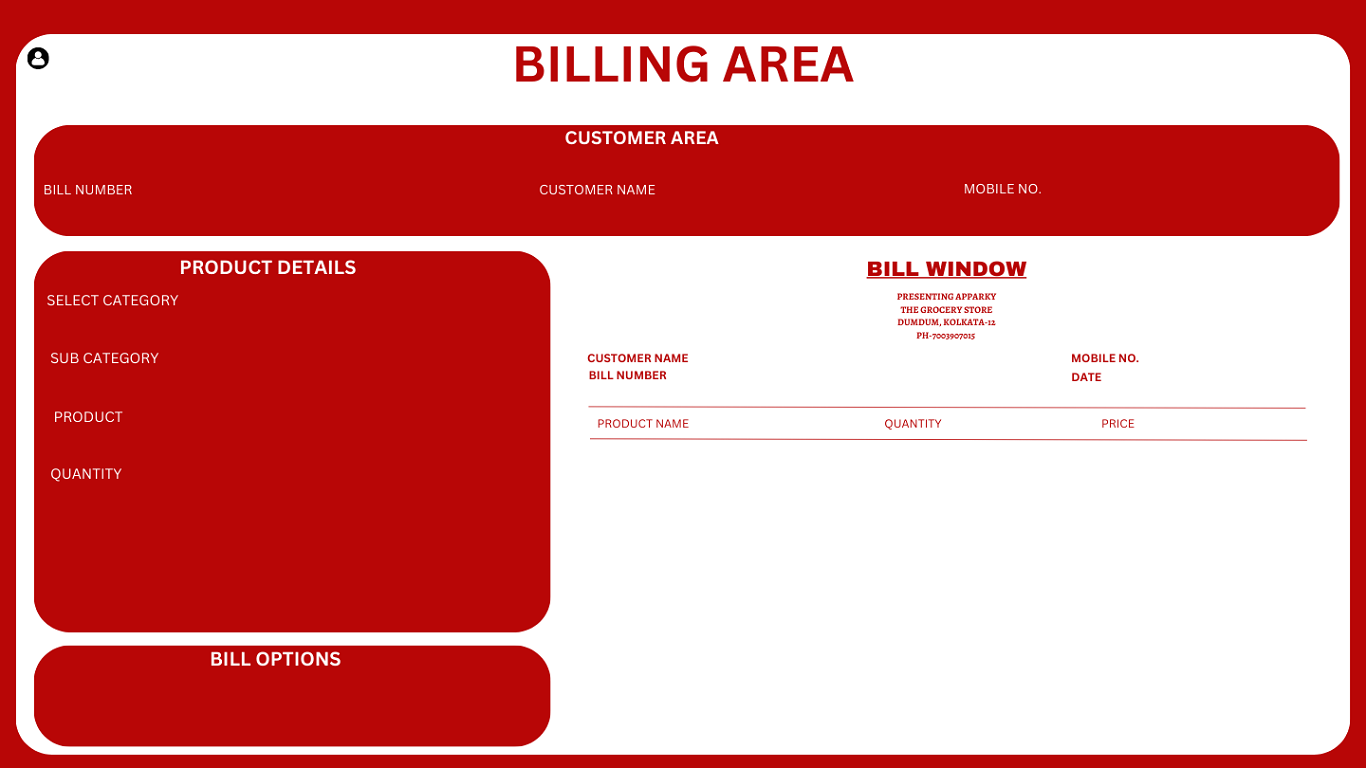 BILLING AREA
CUSTOMER AREA
BILL NUMBER
CUSTOMER NAME
MOBILE NO.
PRODUCT DETAILS
SELECT CATEGORY
SUB CATEGORY
PRODUCT
QUANTITY
BILL OPTIONS
BILL WINDOW
PRESENTING APPARKY
THE GROCERY STORE
DUMDUM, KOLKATA-12
PH-7003907015
CUSTOMER NAME
MOBILE NO.
BILL NUMBER
DATE
PRODUCT NAME
QUANTITY
PRICE